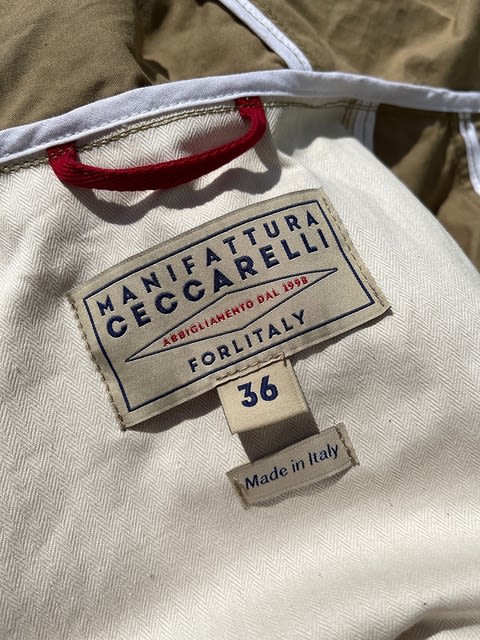 MANIFATTURA
CECCARELLI
ABBIGLIAMENTO DAL 1998
FORLITALY
36
Made in Italy